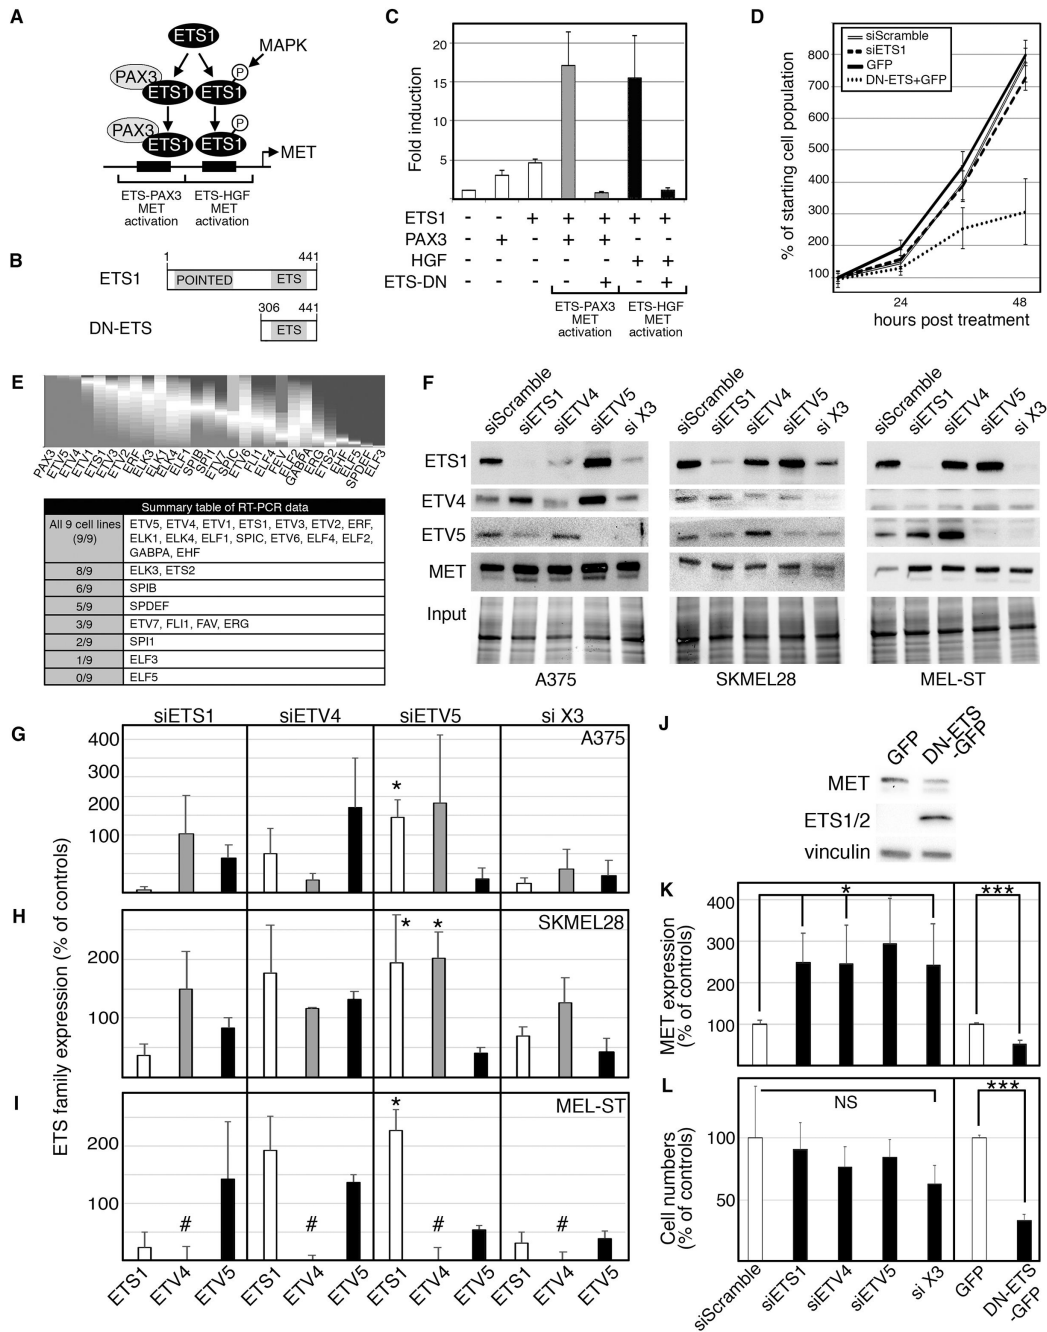 A
ETS1
MAPK
PAX3
P
ETS1
ETS1
PAX3
P
ETS1
ETS1
MET
ETS-PAX3
MET
activation
ETS-HGF
MET
activation
B
1
441
ETS1
POINTED
ETS
306
441
DN-ETS
ETS
C
Fold induction
20
15
10
5
ETS1 - - + + + + +
PAX3 - + - + + - -
HGF - - - - - + +
ETS-DN - - - - + - +
ETS-PAX3
MET
activation
ETS-HGF
MET
activation
D
% of starting cell population
800
700
600
500
400
300
200
100
siScramble
siETS1
GFP
DN-ETS+GFP
24
48
hours post treatment
E
PAX3
ETV5
ETV4
ETV1
ETS1
ETV3
ETV2
ERF
ELK3
ELK1
ELK4
ELF1
SPIB
SPI1
ETV7
SPIC
ETV6
FLI1
ELF4
FEV
ELF2
GABPA
ERG
ETS2
EHF
ELF5
SPDEF
ELF3
Summary table of RT-PCR data
All 9 cell lines
(9/9)
ETV5, ETV4, ETV1, ETS1, ETV3, ETV2, ERF,
ELK1, ELK4, ELF1, SPIC, ETV6, ELF4, ELF2,
GABPA, EHF
8/9 ELK3, ETS2
6/9 SPIB
5/9 SPDEF
3/9 ETV7, FLI1, FAV, ERG
2/9 SPI1
1/9 ELF3
0/9 ELF5
F
siScramble
siETS1
siETV4
siETV5
si X3
siScramble
siETS1
siETV4
siETV5
si X3
siScramble
siETS1
siETV4
siETV5
si X3
ETS1
ETV4
ETV5
MET
Input
A375
SKMEL28
MEL-ST
siETS1
siETV4
siETV5
si X3
G
A375
400
300
200
100
*
ETS family expression (% of controls)
H
SKMEL28
200
100
* *
I
MEL-ST
200
100
*
# # # #
ETS1
ETV4
ETV5
ETS1
ETV4
ETV5
ETS1
ETV4
ETV5
ETS1
ETV4
ETV5
J
GFP
DN-ETS
-GFP
MET
ETS1/2
vinculin
K
MET expression
(% of controls)
400
300
200
100
*
***
L
Cell numbers
(% of controls)
100
50
NS
***
siScramble
siETS1
siETV4
siETV5
si X3
GFP
DN-ETS
-GFP